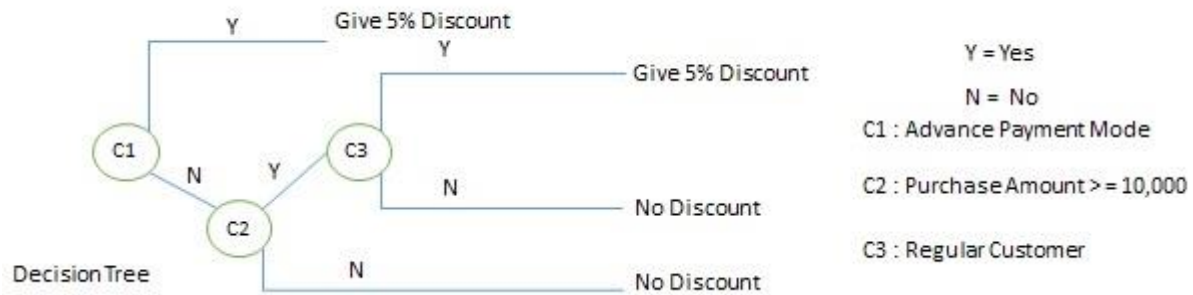 Y
Give 5% Discount
Y
Give 5% Discount
Y = Yes
N = No
C1
C3
C1 : Advance Payment Mode
N
Y
N
C2 : Purchase Amount > = 10,000
No Discount
C2
C3 : Regular Customer
N
Decision Tree
No Discount